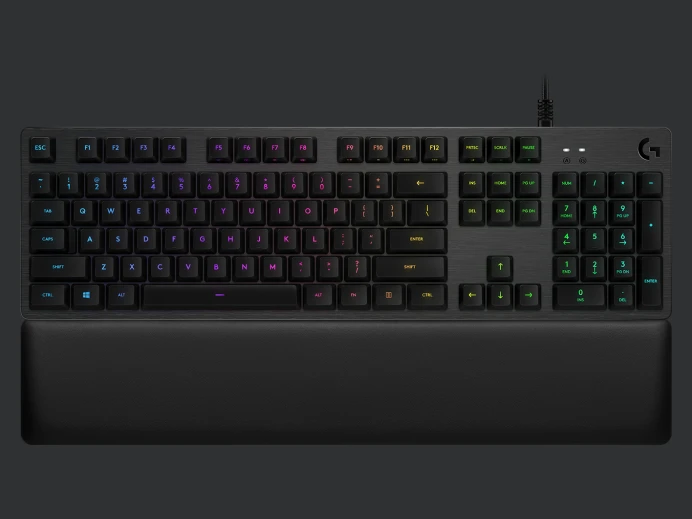 ESC F1 F2 F3 F4 F5 F6 F7 F8 F9 F10 F11 F12 PRTSC SCRLK PAUSE
! @ # $ % ^ & * ( ) _ + ← INS HOME PG UP NUM / * -
1 2 3 4 5 6 7 8 9 0 - =
TAB Q W E R T Y U I O P { [ } ] | \ DEL END PG DN 7 HOME 8 ↑ 9 PG UP
CAPS A S D F G H J K L : ; " ' ENTER 4 ← 5 6 →
SHIFT Z X C V B N M < , > . ? / SHIFT ↑ 1 END 2 ↓ 3 PG DN ENTER
CTRL ALT ALT FN CTRL ← ↓ → 0 INS . DEL